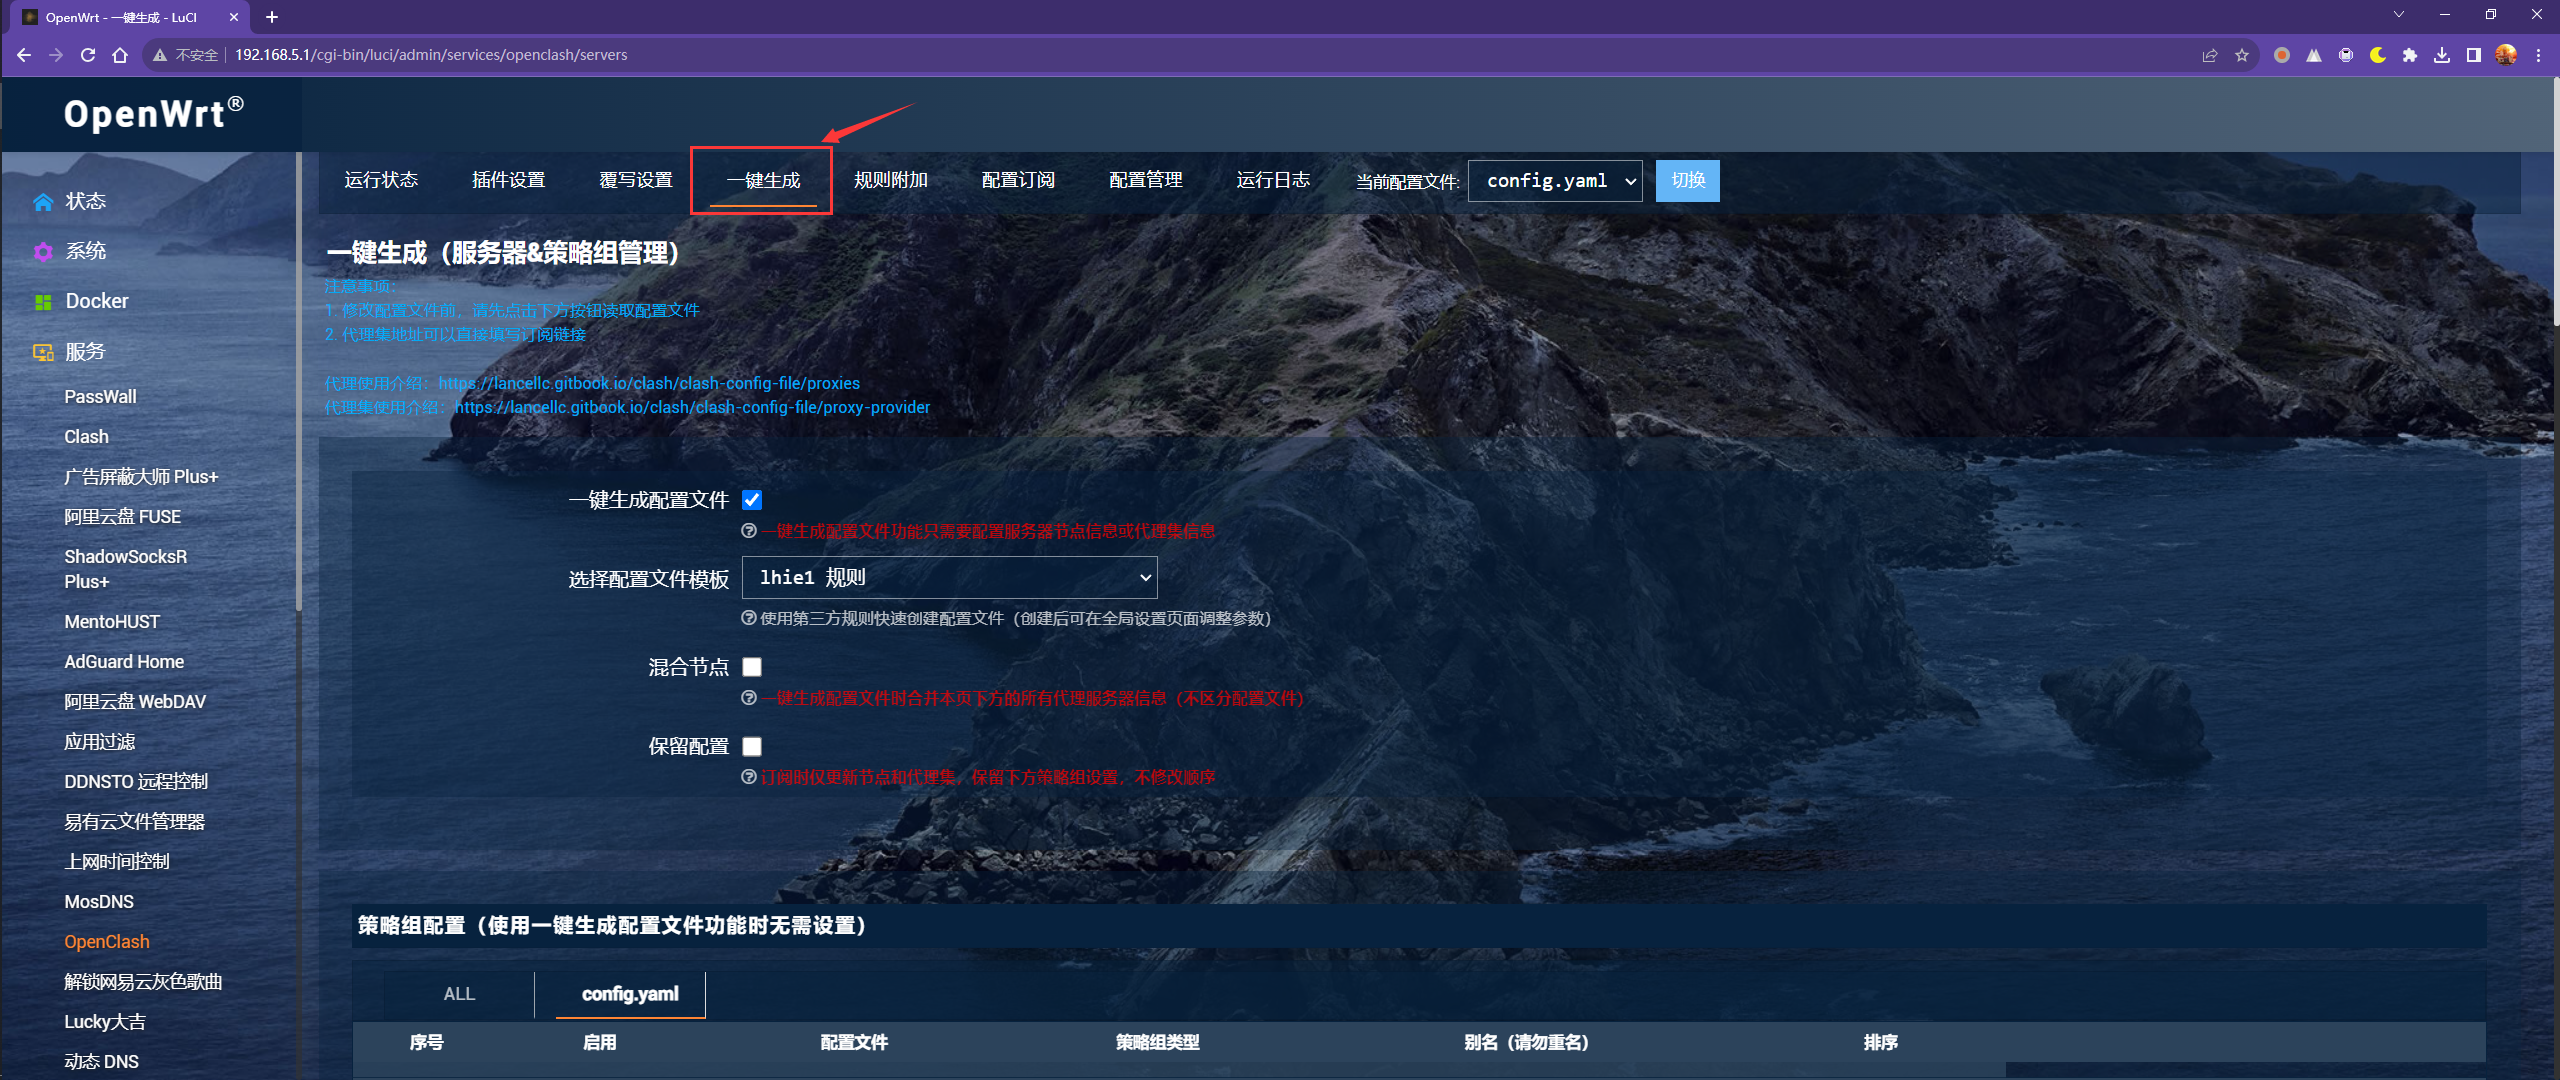 OpenWrt - 一键生成 - LuCI
不安全
192.168.5.1/cgi-bin/luci/admin/services/openclash/servers
OpenWrt®
状态
系统
Docker
服务
PassWall
Clash
广告屏蔽大师 Plus+
阿里云盘 FUSE
ShadowSocksR
Plus+
MentoHUST
AdGuard Home
阿里云盘 WebDAV
应用过滤
DDNSTO 远程控制
易有云文件管理器
上网时间控制
MosDNS
OpenClash
解锁网易云灰色歌曲
Lucky大吉
动态 DNS
运行状态
插件设置
覆写设置
一键生成
规则附加
配置订阅
配置管理
运行日志
当前配置文件:
config.yaml
切换
一键生成（服务器&策略组管理）
注意事项：
1. 修改配置文件前，请先点击下方按钮读取配置文件
2. 代理集地址可以直接填写订阅链接
代理使用介绍：https://lancellc.gitbook.io/clash/clash-config-file/proxies
代理集使用介绍：https://lancellc.gitbook.io/clash/clash-config-file/proxy-provider
一键生成配置文件
一键生成配置文件功能只需要配置服务器节点信息或代理集信息
选择配置文件模板
lhie1 规则
使用第三方规则快速创建配置文件（创建后可在全局设置页面调整参数）
混合节点
一键生成配置文件时合并本页下方的所有代理服务器信息（不区分配置文件）
保留配置
订阅时仅更新节点和代理集，保留下方策略组设置，不修改顺序
策略组配置（使用一键生成配置文件功能时无需设置）
ALL
config.yaml
序号
启用
配置文件
策略组类型
别名（请勿重名）
排序